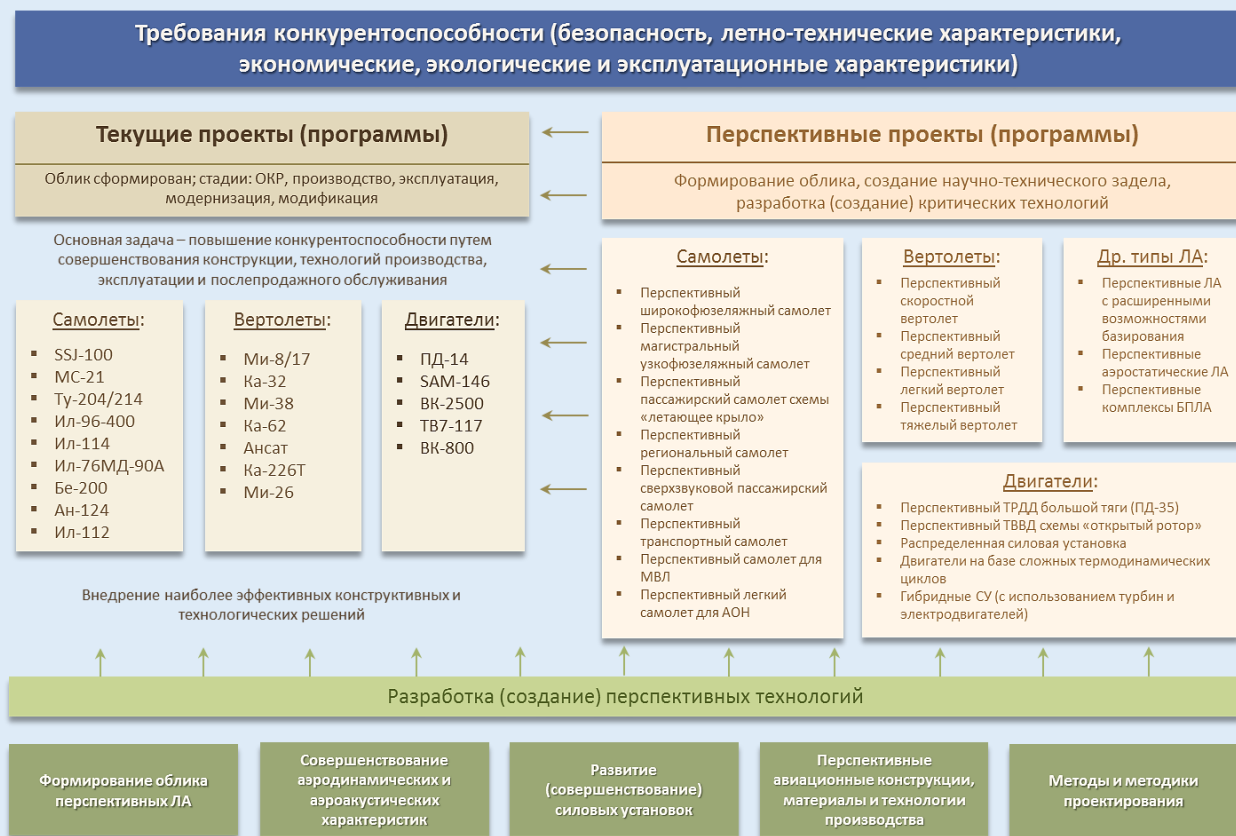 Требования конкурентоспособности (безопасность, летно-технические характеристики,
экономические, экологические и эксплуатационные характеристики)
Текущие проекты (программы)
Облик сформирован; стадии: ОКР, производство, эксплуатация,
модернизация, модификация
Основная задача – повышение конкурентоспособности путем
совершенствования конструкции, технологий производства,
эксплуатации и послепродажного обслуживания
Самолеты:
▪ SSJ-100
▪ МС-21
▪ Ту-204/214
▪ Ил-96-400
▪ Ил-114
▪ Ил-76МД-90А
▪ Бе-200
▪ Ан-124
▪ Ил-112
Вертолеты:
▪ Ми-8/17
▪ Ка-32
▪ Ми-38
▪ Ка-62
▪ Ансат
▪ Ка-226Т
▪ Ми-26
Двигатели:
▪ ПД-14
▪ SAM-146
▪ ВК-2500
▪ ТВ7-117
▪ ВК-800
Внедрение наиболее эффективных конструктивных и
технологических решений
Перспективные проекты (программы)
Формирование облика, создание научно-технического задела,
разработка (создание) критических технологий
Самолеты:
▪ Перспективный
широкофюзеляжный самолет
▪ Перспективный
магистральный
узкофюзеляжный самолет
▪ Перспективный
пассажирский самолет схемы
«летающее крыло»
▪ Перспективный
региональный самолет
▪ Перспективный
сверхзвуковой пассажирский
самолет
▪ Перспективный
транспортный самолет
▪ Перспективный самолет для
МВЛ
▪ Перспективный легкий
самолет для АОН
Вертолеты:
▪ Перспективный
скоростной
вертолет
▪ Перспективный
средний вертолет
▪ Перспективный
легкий вертолет
▪ Перспективный
тяжелый вертолет
Др. типы ЛА:
▪ Перспективные ЛА
с расширенными
возможностями
базирования
▪ Перспективные
аэростатические ЛА
▪ Перспективные
комплексы БПЛА
Двигатели:
▪ Перспективный ТРДД большой тяги (ПД-35)
▪ Перспективный ТВВД схемы «открытый ротор»
▪ Распределенная силовая установка
▪ Двигатели на базе сложных термодинамических
циклов
▪ Гибридные СУ (с использованием турбин и
электродвигателей)
Разработка (создание) перспективных технологий
Формирование облика
перспективных ЛА
Совершенствование
аэродинамических и
аэроакустических
характеристик
Развитие
(совершенствование)
силовых установок
Перспективные
авиационные конструкции,
материалы и технологии
производства
Методы и методики
проектирования